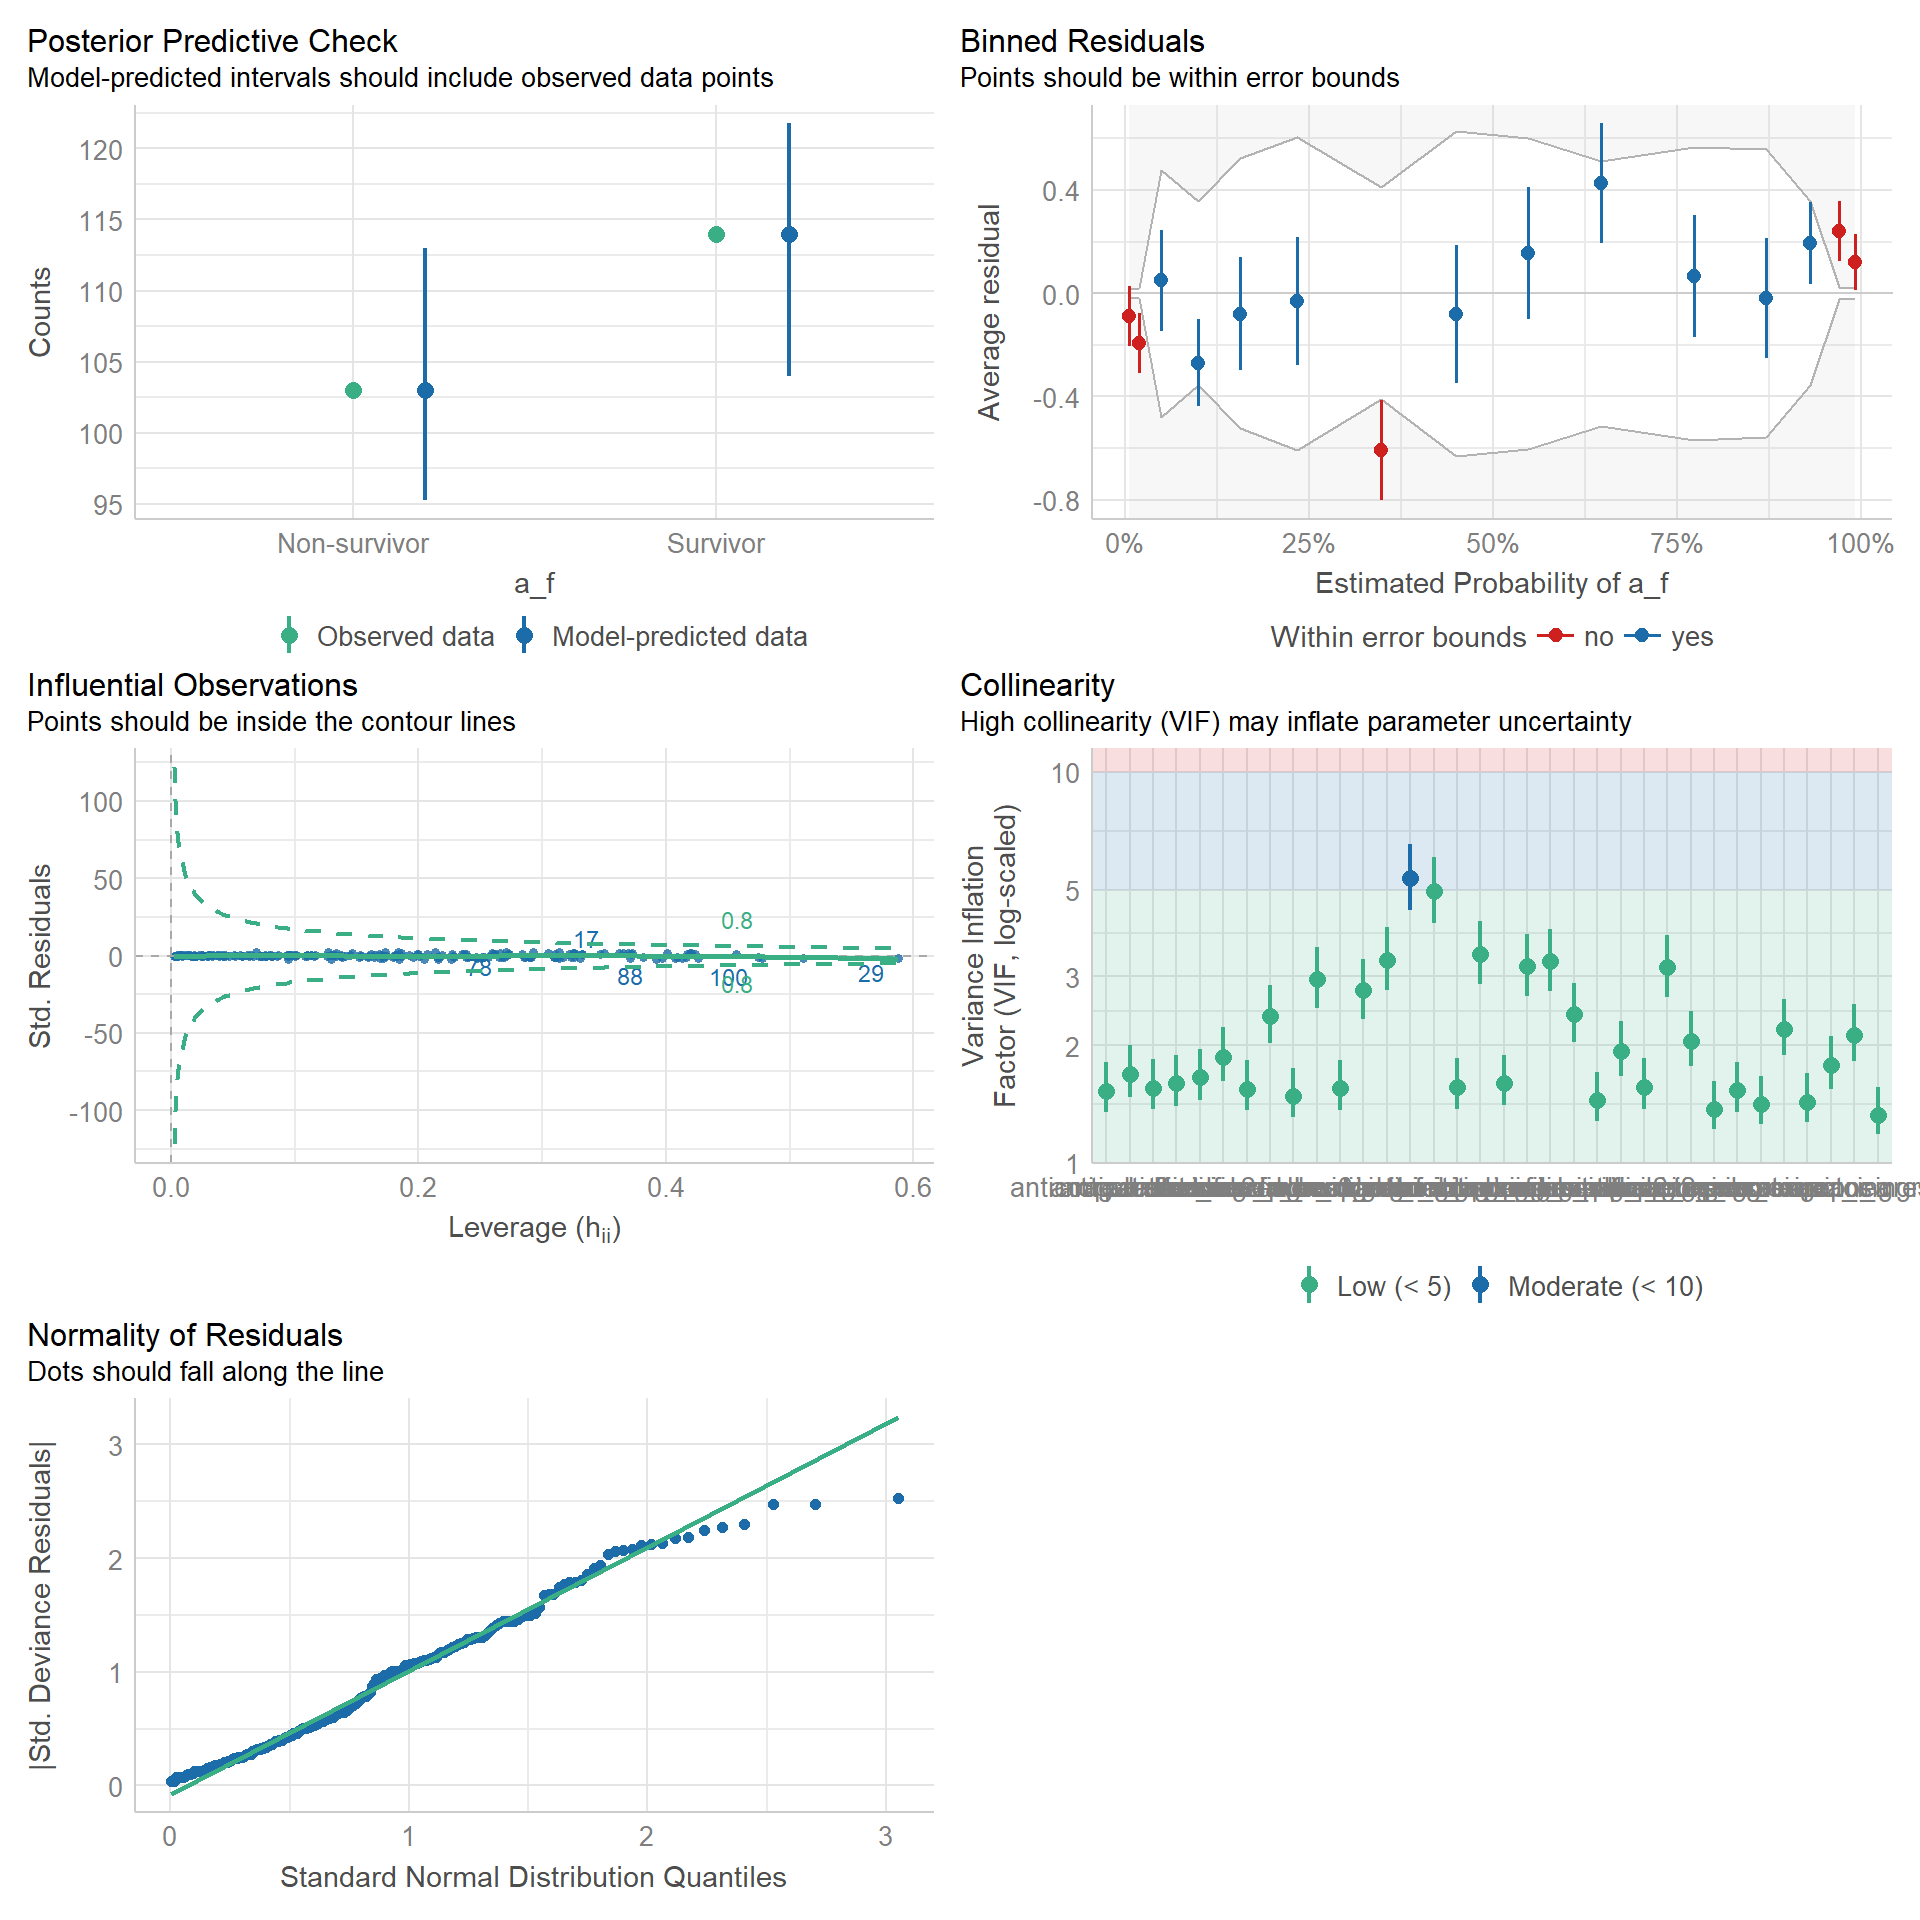 Posterior Predictive Check
Model-predicted intervals should include observed data points
Counts
120
115
110
105
100
95
Non-survivor
Survivor
a_f
Observed data
Model-predicted data
Binned Residuals
Points should be within error bounds
Average residual
0.4
0.0
-0.4
-0.8
0%
25%
50%
75%
100%
Estimated Probability of a_f
Within error bounds
no
yes
Influential Observations
Points should be inside the contour lines
Std. Residuals
100
50
0
-50
-100
0.8
17
78
88
100
0.8
29
0.0
0.2
0.4
0.6
Leverage (hii)
Collinearity
High collinearity (VIF) may inflate parameter uncertainty
Variance Inflation
Factor (VIF, log-scaled)
10
5
3
2
1
Low (< 5)
Moderate (< 10)
Normality of Residuals
Dots should fall along the line
|Std. Deviance Residuals|
3
2
1
0
0
1
2
3
Standard Normal Distribution Quantiles